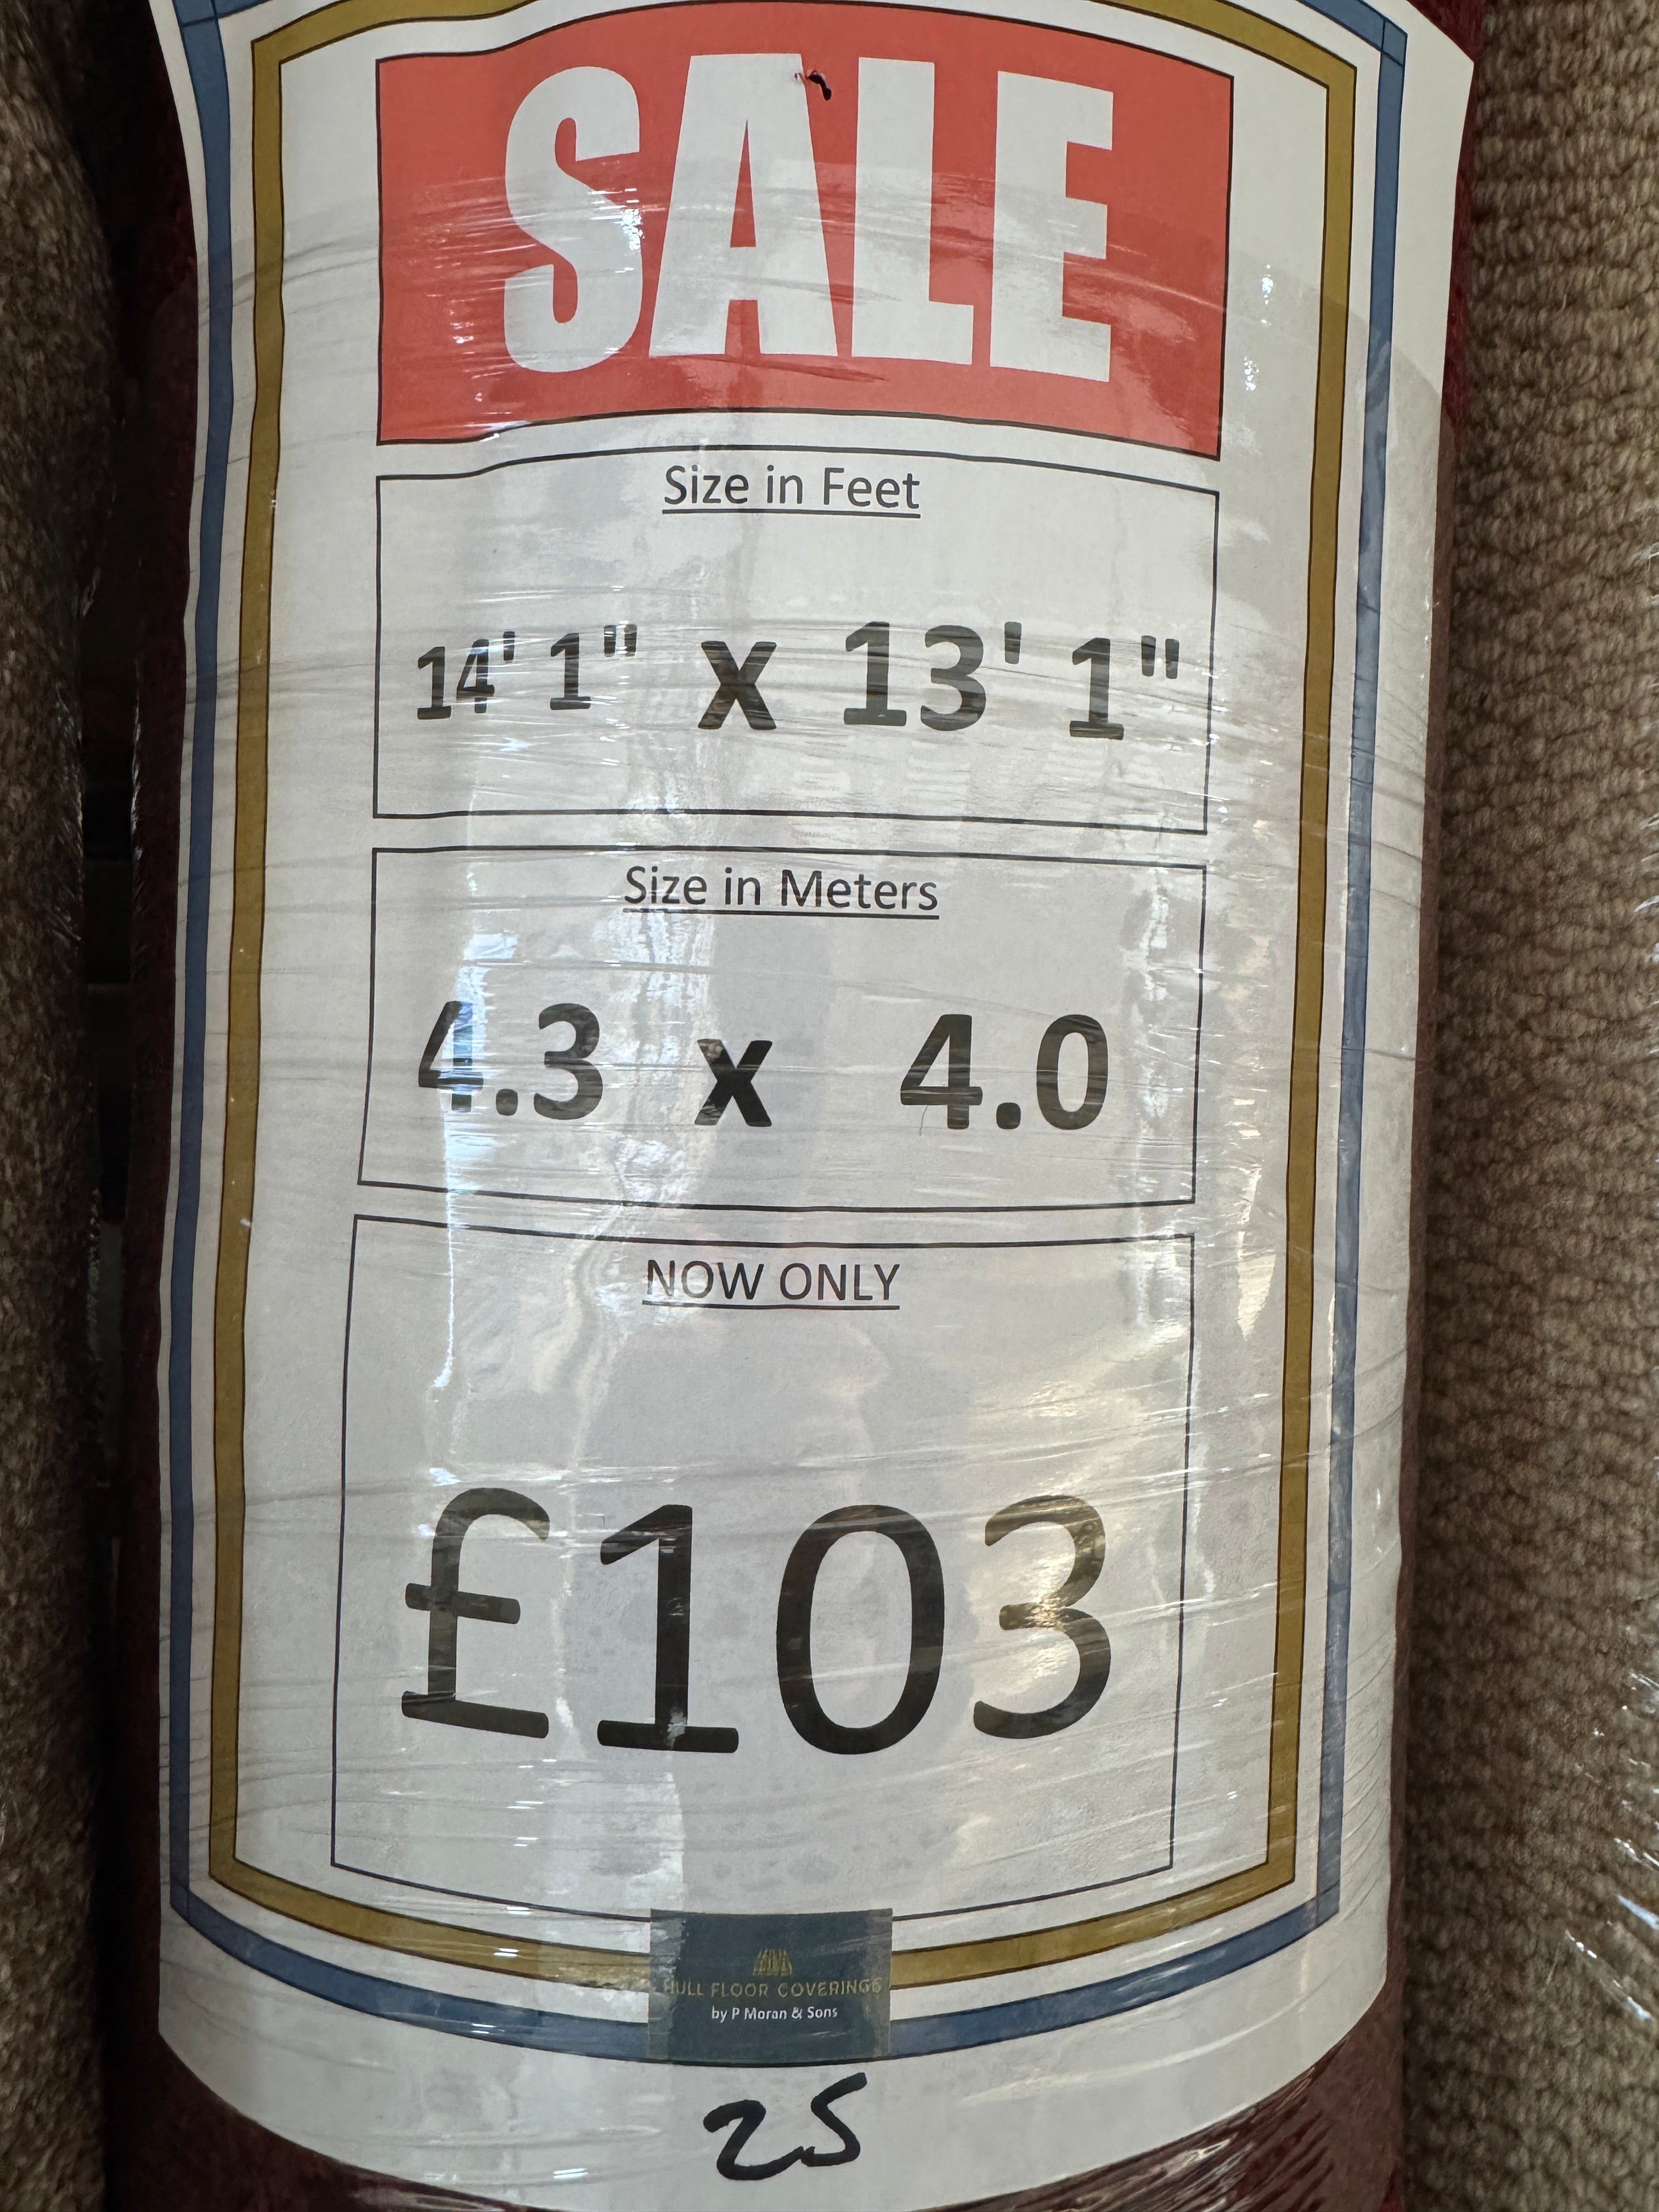 SALE
Size in Feet
14' 1" x 13' 1"
Size in Meters
4.3 x 4.0
NOW ONLY
£103
HULL FLOOR COVERINGS
by P Moran & Sons
25